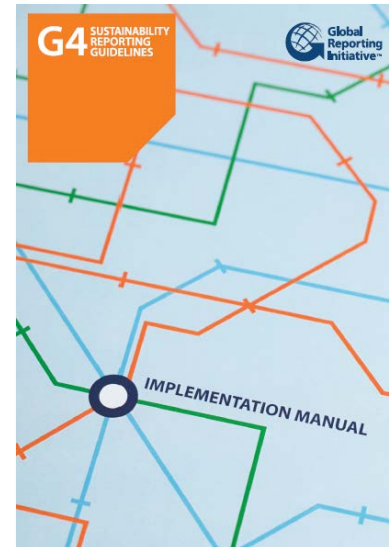 G4 SUSTAINABILITY
REPORTING
GUIDELINES
Global
Reporting
Initiative™
IMPLEMENTATION MANUAL